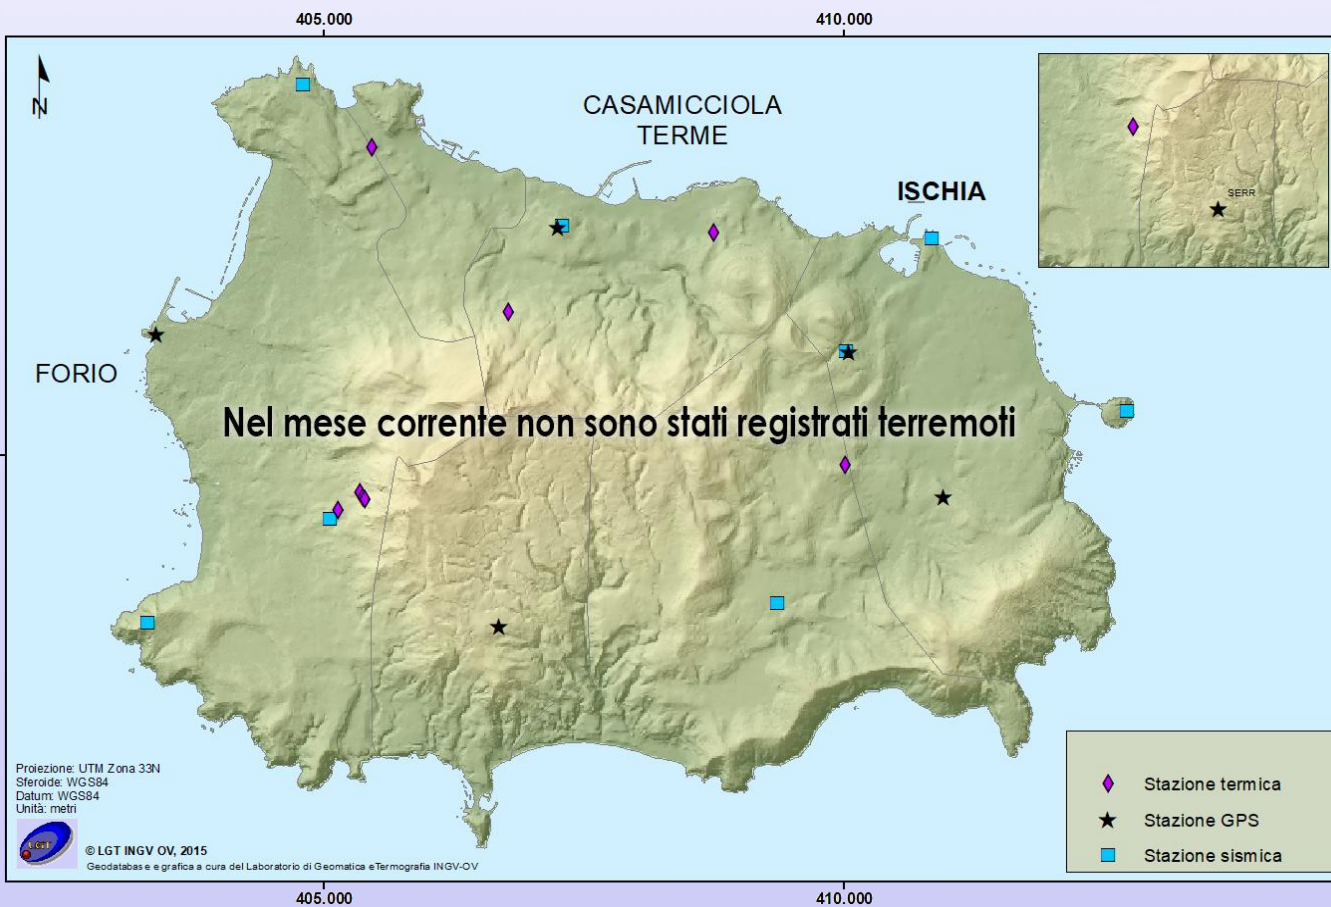 405.000
410.000
N
CASAMICCIOLA
TERME
ISCHIA
SERR
FORIO
Nel mese corrente non sono stati registrati terremoti
Proiezione: UTM Zona 33N
Sferoide: WGS84
Datum: WGS84
Unità: metri
LGT
© LGT INGV OV, 2015
Geodatabase e grafica a cura del Laboratorio di Geomatica e Termografia INGV-OV
Stazione termica
Stazione GPS
Stazione sismica
405.000
410.000